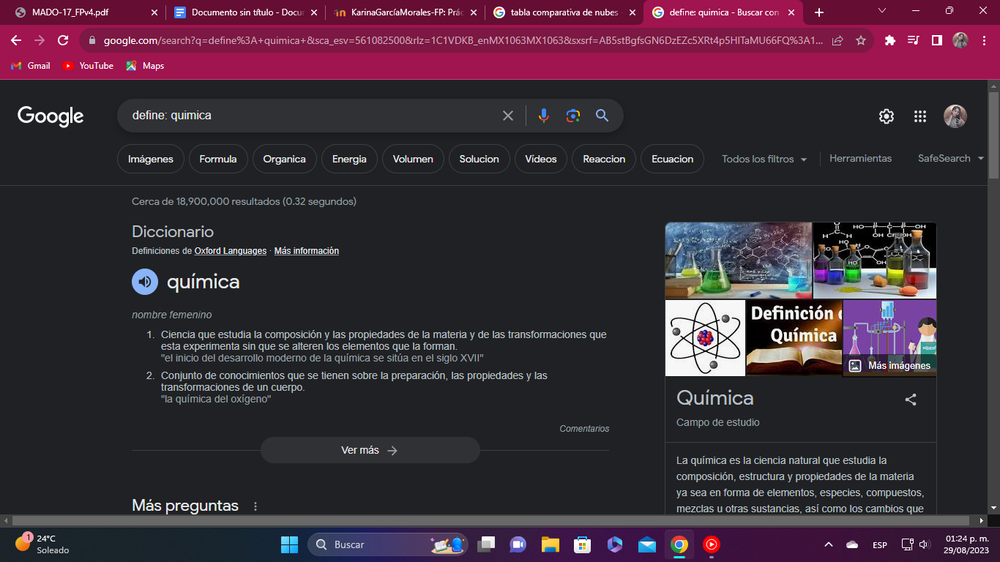 MADO-17_FPv4.pdf
Documento sin título - Docur
KarinaGarcíaMorales-FP: Prác
tabla comparativa de nubes -
define: quimica - Buscar con
google.com/search?q=define%3A+quimica+&sca_esv=561082500&rlz=1C1VDKB_enMX1063MX1063&sxsrf=AB5stBgfsGN6DzEZc5XRt4p5HlTaMU66FQ%3A1...
Gmail
YouTube
Maps
Google
define: quimica
Imágenes
Formula
Organica
Energia
Volumen
Solucion
Vídeos
Reaccion
Ecuacion
Todos los filtros
Herramientas
SafeSearch
Cerca de 18,900,000 resultados (0.32 segundos)
Diccionario
Definiciones de Oxford Languages · Más información
química
nombre femenino
1. Ciencia que estudia la composición y las propiedades de la materia y de las transformaciones que
esta experimenta sin que se alteren los elementos que la forman.
"el inicio del desarrollo moderno de la química se sitúa en el siglo XVII"
2. Conjunto de conocimientos que se tienen sobre la preparación, las propiedades y las
transformaciones de un cuerpo.
"la química del oxígeno"
Comentarios
Ver más
Más preguntas
Definición
Química
Más imágenes
Química
Campo de estudio
La química es la ciencia natural que estudia la
composición, estructura y propiedades de la materia
ya sea en forma de elementos, especies, compuestos,
mezclas u otras sustancias, así como los cambios que
1
24°C
Soleado
Buscar
ESP
01:24 p. m.
29/08/2023